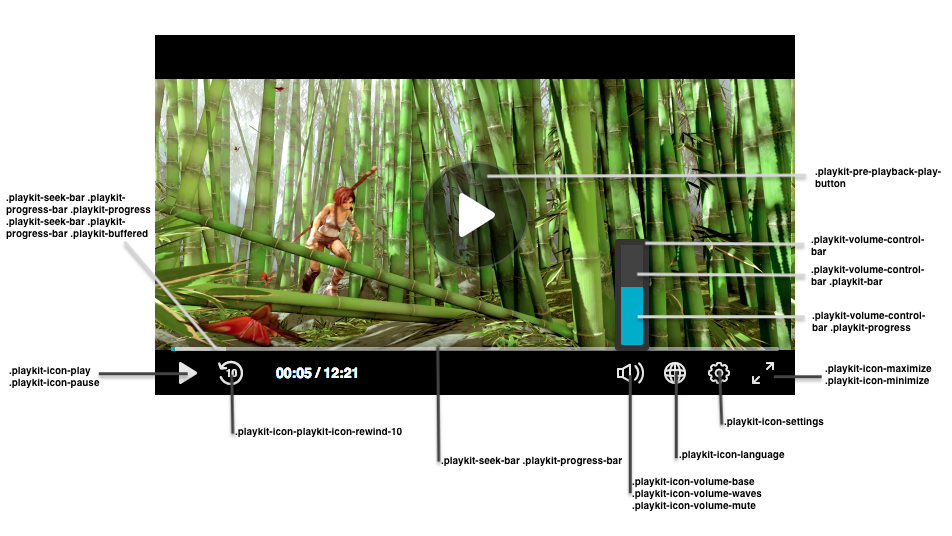 .playkit-pre-playback-play-
button
.playkit-seek-bar .playkit-
progress-bar .playkit-progress
.playkit-seek-bar .playkit-
progress-bar .playkit-buffered
.playkit-volume-control-
bar
.playkit-volume-control-
bar .playkit-bar
.playkit-volume-control-
bar .playkit-progress
.playkit-icon-play
.playkit-icon-pause
10
00:05 / 12:21
.playkit-icon-maximize
.playkit-icon-minimize
.playkit-icon-settings
.playkit-icon-playkit-icon-rewind-10
.playkit-icon-language
.playkit-seek-bar .playkit-progress-bar
.playkit-icon-volume-base
.playkit-icon-volume-waves
.playkit-icon-volume-mute